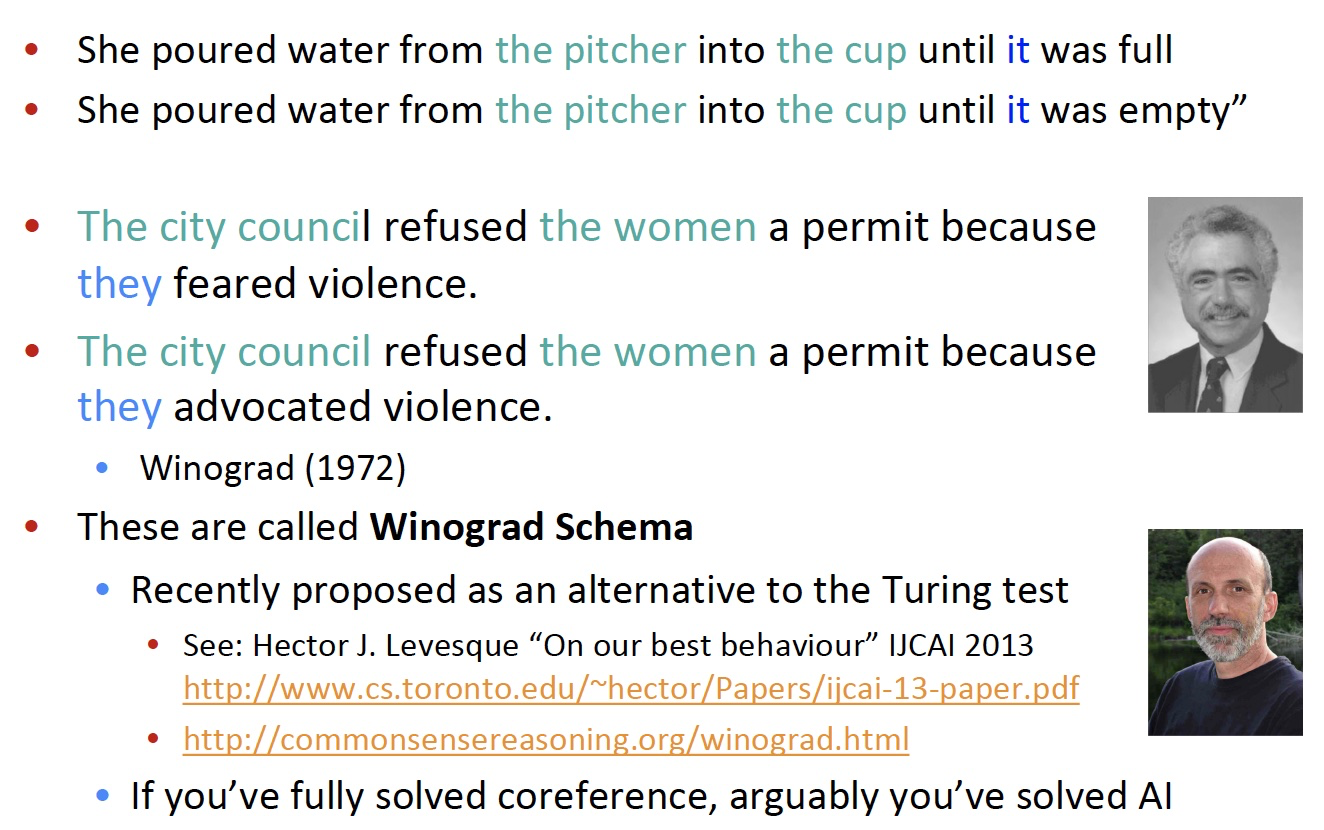 • She poured water from the pitcher into the cup until it was full
• She poured water from the pitcher into the cup until it was empty”
• The city council refused the women a permit because
they feared violence.
• The city council refused the women a permit because
they advocated violence.
• Winograd (1972)
• These are called Winograd Schema
• Recently proposed as an alternative to the Turing test
• See: Hector J. Levesque “On our best behaviour” IJCAI 2013
http://www.cs.toronto.edu/~hector/Papers/ijcai-13-paper.pdf
• http://commonsensereasoning.org/winograd.html
• If you’ve fully solved coreference, arguably you’ve solved AI